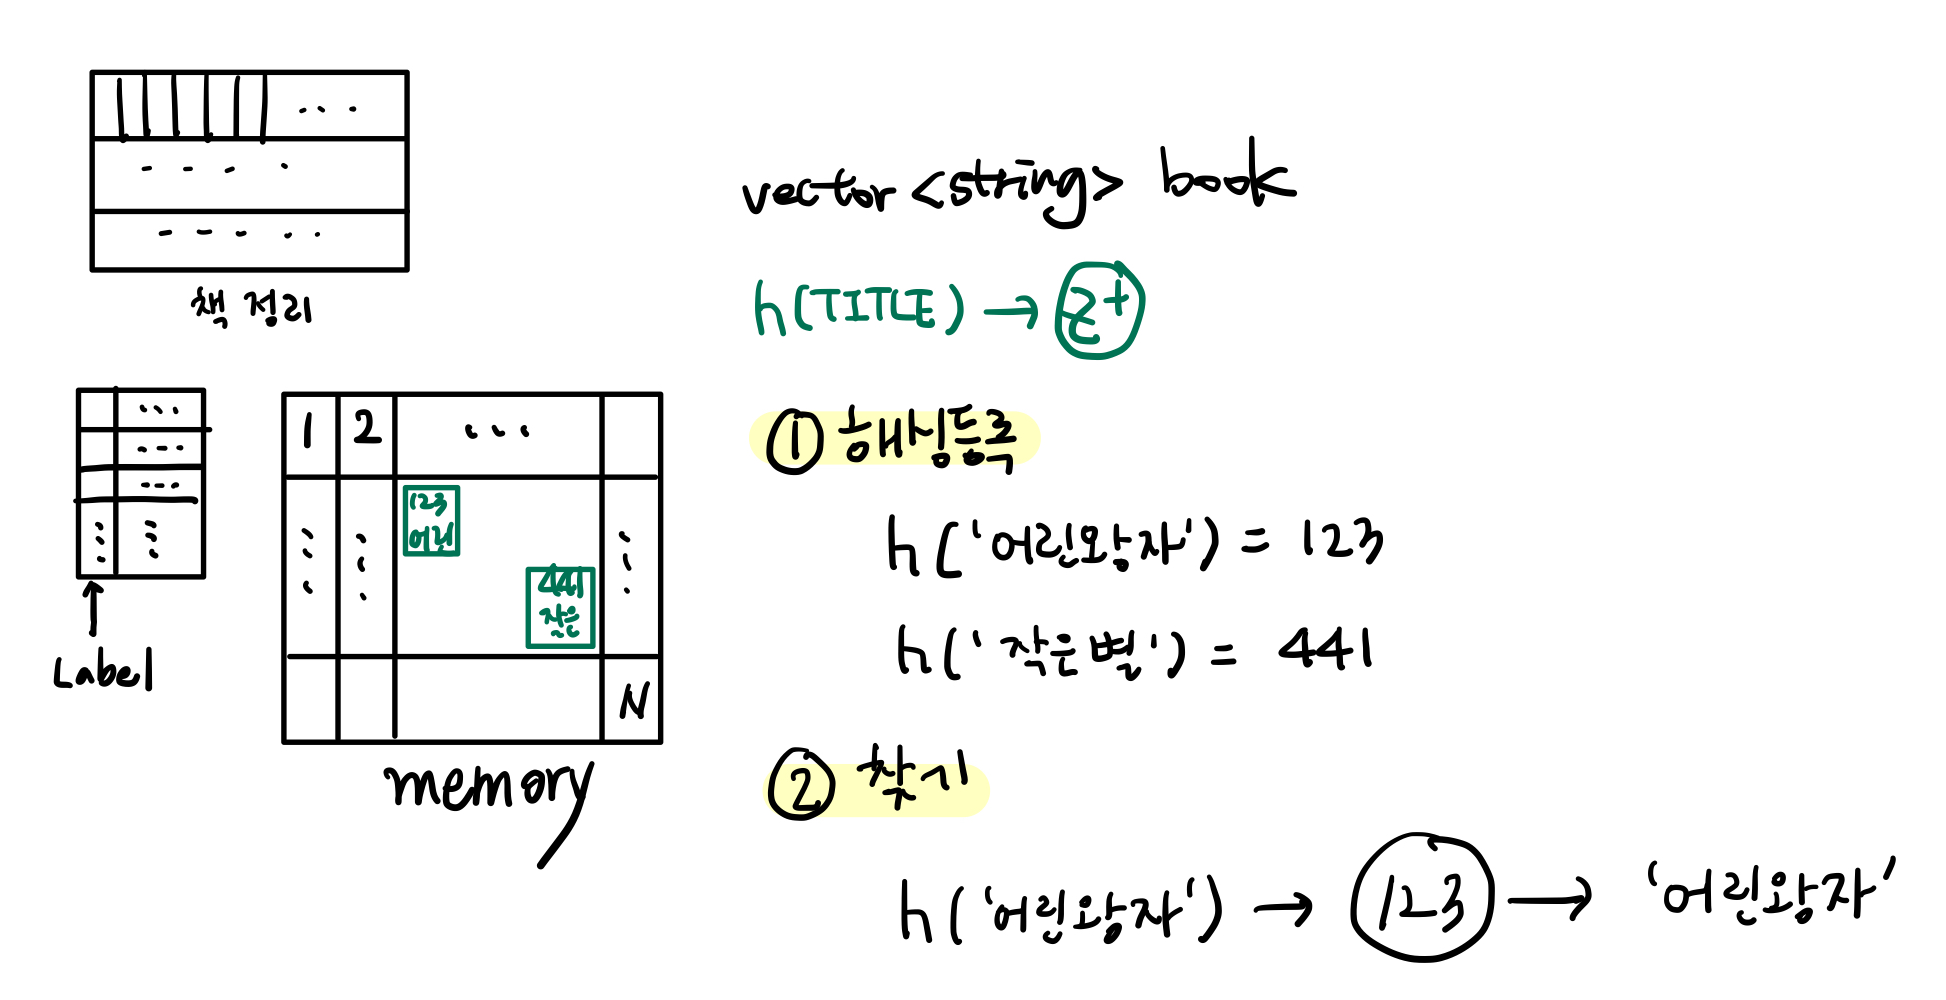 책 정리
Label
1 2 ...
123
어린
441
작은
N
memory
vector <string> book
h(TITLE) → Z+
① 해싱등록
h('어린왕자') = 123
h('작은별') = 441
② 찾기
h('어린왕자') → 123 → '어린왕자'